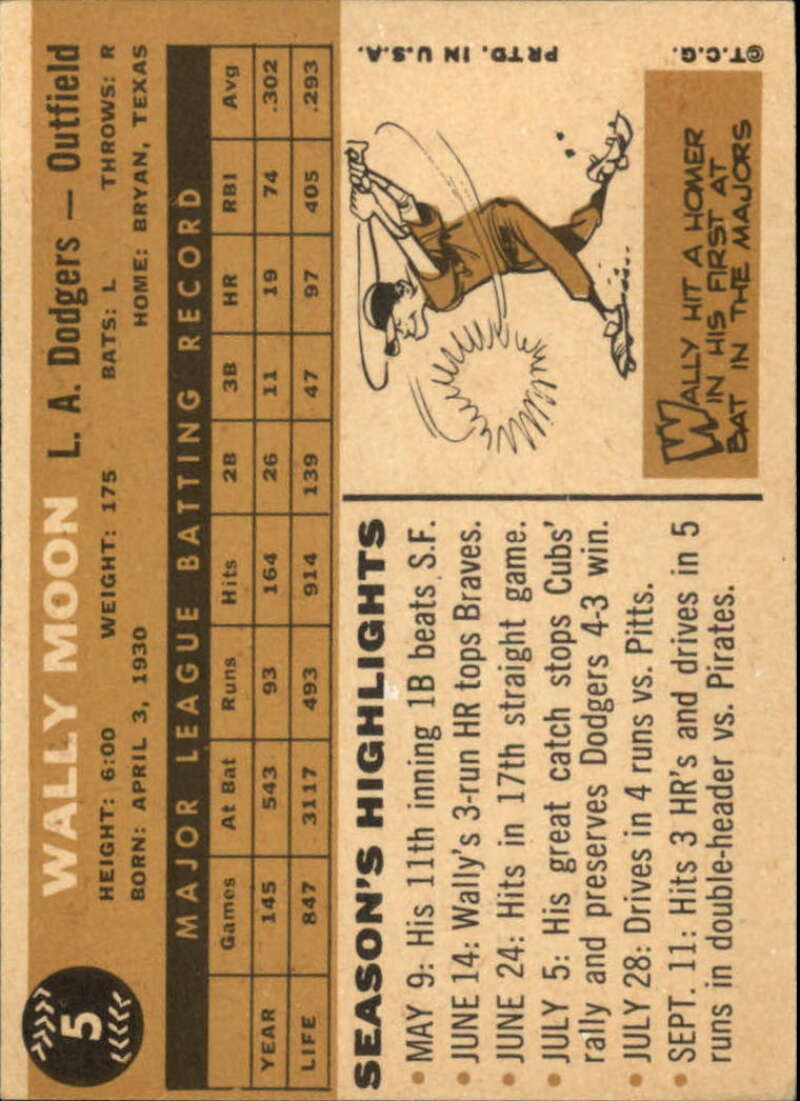 5
WALLY MOON L. A. Dodgers — Outfield
HEIGHT: 6:00 WEIGHT: 175 BATS: L THROWS: R
BORN: APRIL 3, 1930 HOME: BRYAN, TEXAS
MAJOR LEAGUE BATTING RECORD
Games At Bat Runs Hits 2B 3B HR RBI Avg
YEAR 145 543 93 164 26 11 19 74 .302
LIFE 847 3117 493 914 139 47 97 405 .293
SEASON'S HIGHLIGHTS
• MAY 9: His 11th inning 1B beats S.F.
• JUNE 14: Wally's 3-run HR tops Braves.
• JUNE 24: Hits in 17th straight game.
• JULY 5: His great catch stops Cubs'
rally and preserves Dodgers 4-3 win.
• JULY 28: Drives in 4 runs vs. Pitts.
• SEPT. 11: Hits 3 HR's and drives in 5
runs in double-header vs. Pirates.
WALLY HIT A HOMER
IN HIS FIRST AT
BAT IN THE MAJORS
©T.C.G. PRTD. IN U.S.A.